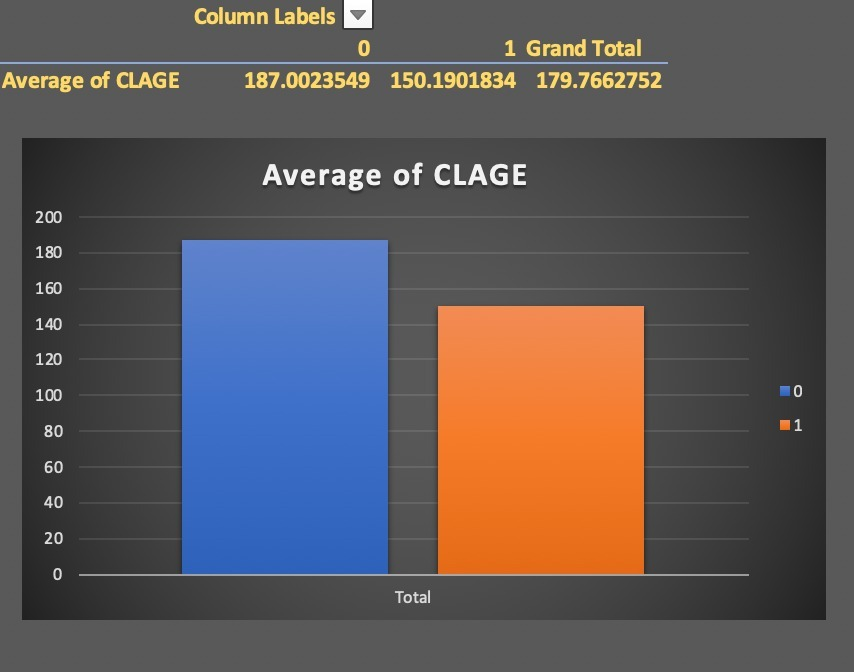 Column Labels
0 1 Grand Total
Average of CLAGE 187.0023549 150.1901834 179.7662752
Average of CLAGE
200
180
160
140
120
100
80
60
40
20
0
0
1
Total